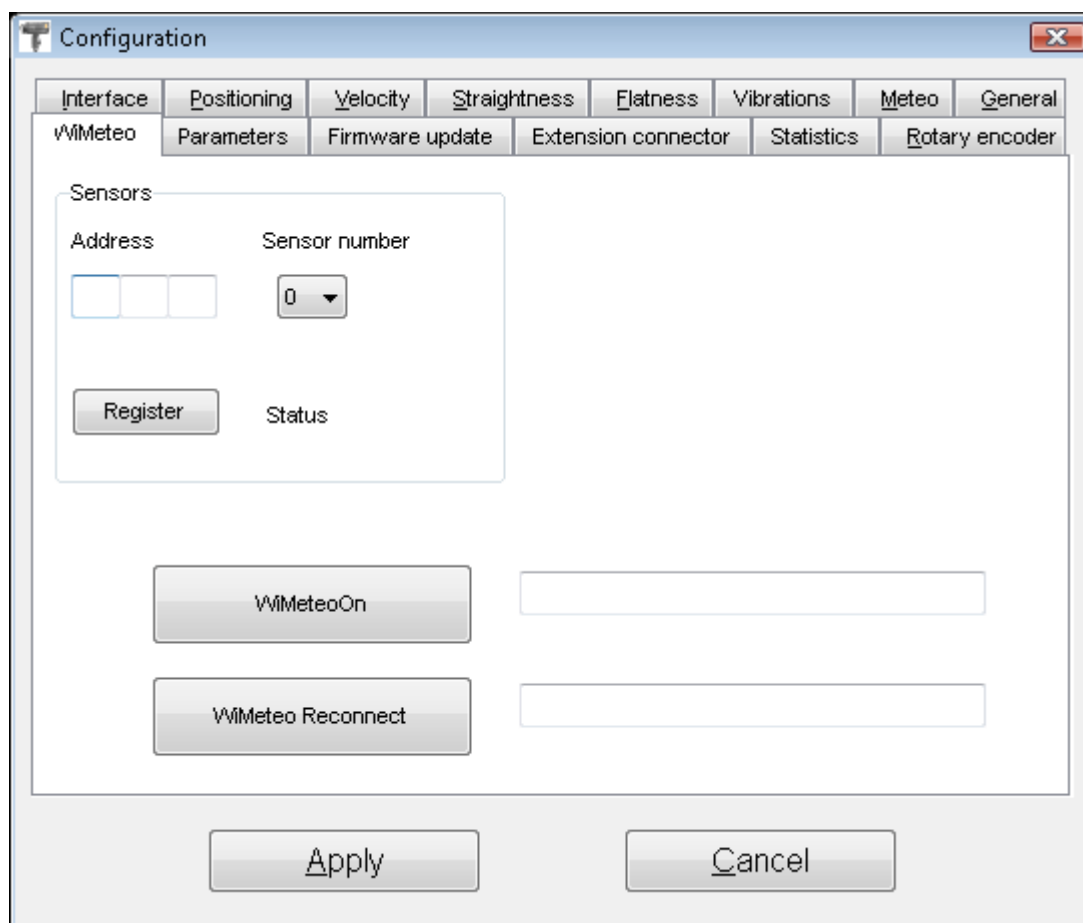 Configuration
Interface Positioning Velocity Straightness Flatness Vibrations Meteo General
WiMeteo Parameters Firmware update Extension connector Statistics Rotary encoder
Sensors
Address Sensor number
0
Register Status
WiMeteoOn
WiMeteo Reconnect
Apply Cancel